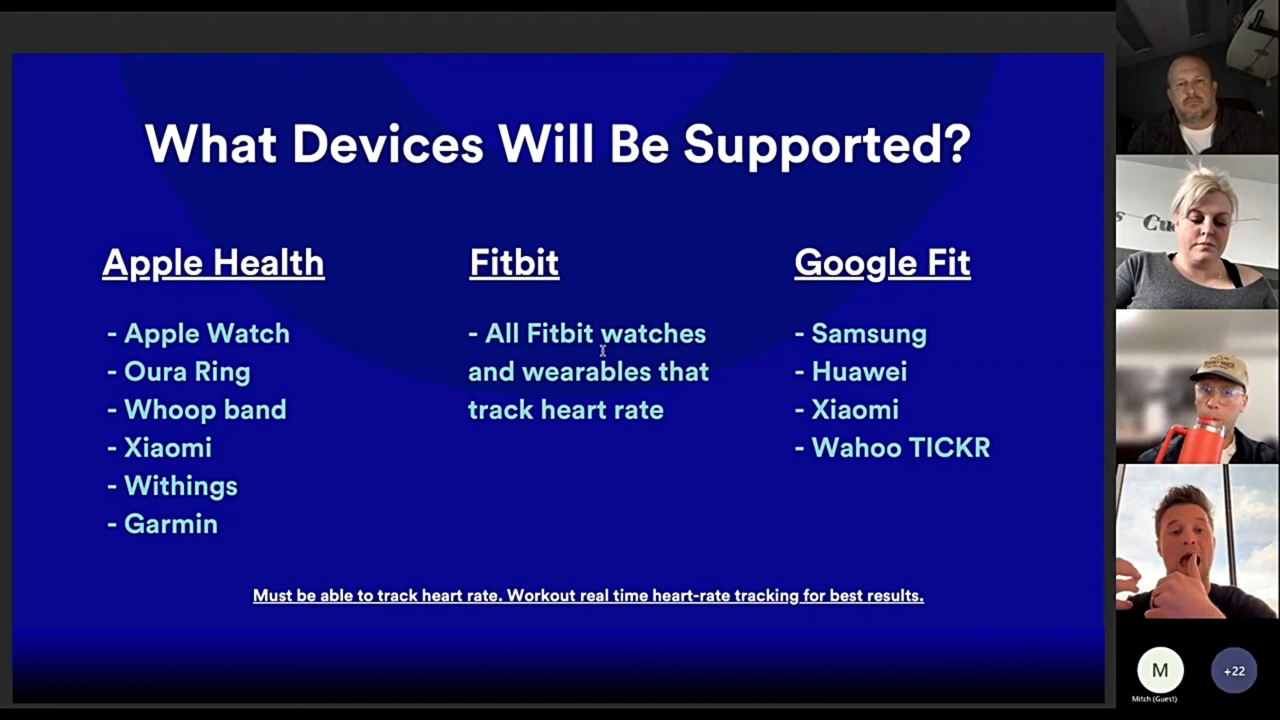 What Devices Will Be Supported?
Apple Health
- Apple Watch
- Oura Ring
- Whoop band
- Xiaomi
- Withings
- Garmin
Fitbit
- All Fitbit watches
and wearables that
track heart rate
Google Fit
- Samsung
- Huawei
- Xiaomi
- Wahoo TICKR
Must be able to track heart rate. Workout real time heart-rate tracking for best results.
M
+22
Mitch (Guest)